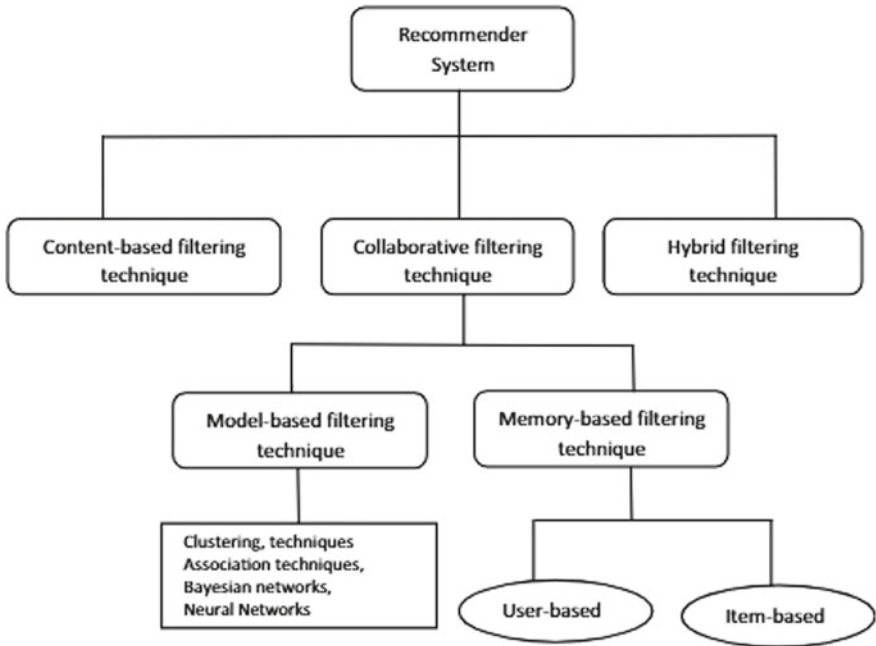 Recommender
System
Content-based filtering
technique
Collaborative filtering
technique
Hybrid filtering
technique
Model-based filtering
technique
Memory-based filtering
technique
Clustering, techniques
Association techniques,
Bayesian networks,
Neural Networks
User-based
Item-based